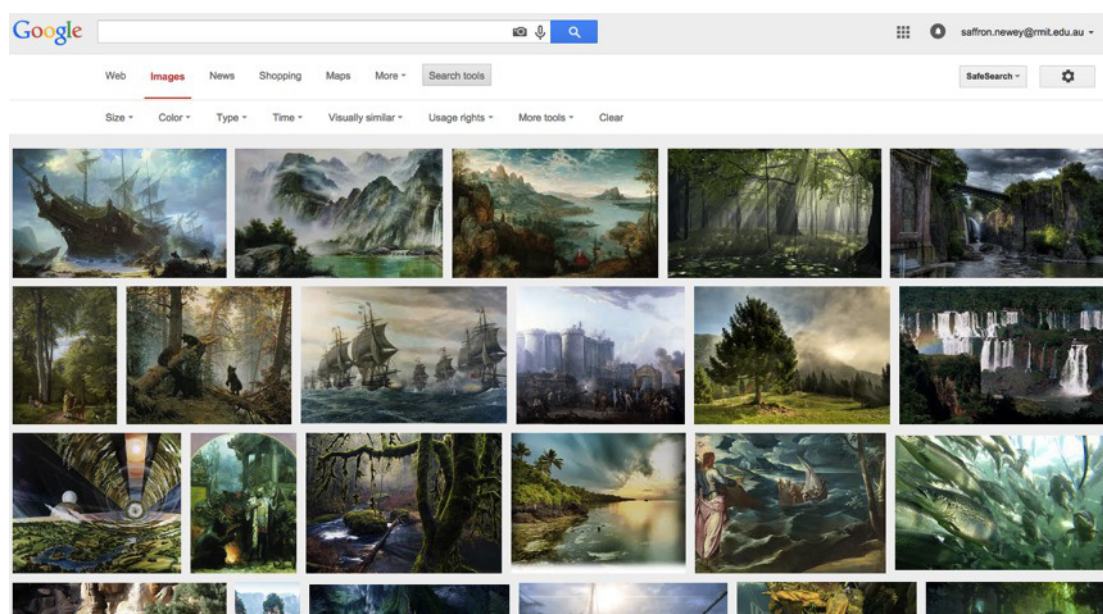 Google saffron.newey@rmit.edu.au
Web Images News Shopping Maps More Search tools SafeSearch
Size Color Type Time Visually similar Usage rights More tools Clear